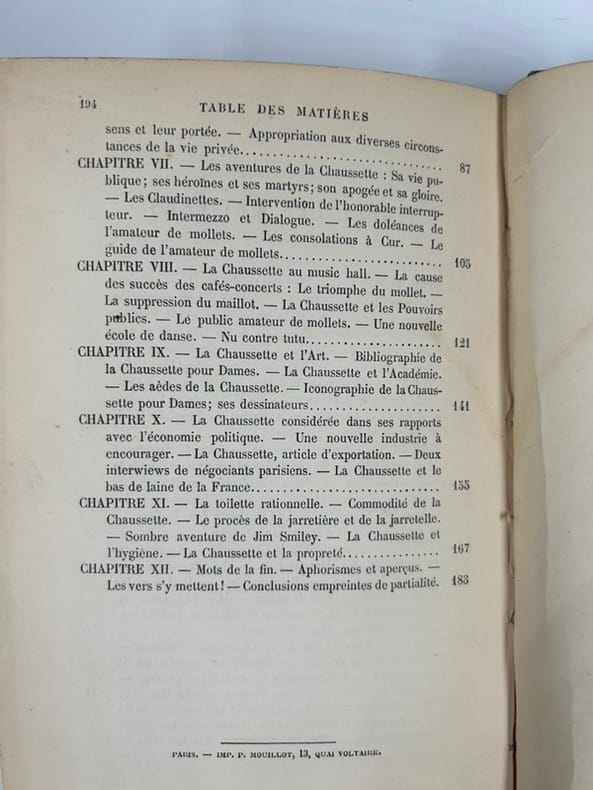 194
TABLE DES MATIÈRES
sens et leur portée. — Appropriation aux diverses circons-
tances de la vie privée........................... 87
CHAPITRE VII. — Les aventures de la Chaussette : Sa vie pu-
blique; ses héroïnes et ses martyrs; son apogée et sa gloire.
— Les Claudinettes. — Intervention de l'honorable interrup-
teur. — Intermezzo et Dialogue. — Les doléances de
l'amateur de mollets. — Les consolations à Cur. — Le
guide de l'amateur de mollets........................ 105
CHAPITRE VIII. — La Chaussette au music hall. — La cause
des succès des cafés-concerts : Le triomphe du mollet. —
La suppression du maillot. — La Chaussette et les Pouvoirs
publics. — Le public amateur de mollets. — Une nouvelle
école de danse. — Nu contre tutu..................... 121
CHAPITRE IX. — La Chaussette et l'Art. — Bibliographie de
la Chaussette pour Dames. — La Chaussette et l'Académie.
— Les aèdes de la Chaussette. — Iconographie de la Chaus-
sette pour Dames; ses dessinateurs.................... 141
CHAPITRE X. — La Chaussette considérée dans ses rapports
avec l'économie politique. — Une nouvelle industrie à
encourager. — La Chaussette, article d'exportation. — Deux
interwiews de négociants parisiens. — La Chaussette et le
bas de laine de la France............................ 155
CHAPITRE XI. — La toilette rationnelle. — Commodité de la
Chaussette. — Le procès de la jarretière et de la jarretelle.
— Sombre aventure de Jim Smiley. — La Chaussette et
l'hygiène. — La Chaussette et la propreté............... 167
CHAPITRE XII. — Mots de la fin. — Aphorismes et aperçus. —
Les vers s'y mettent! — Conclusions empreintes de partialité. 183
PARIS. — IMP. P. MOUILLOT, 13, QUAI VOLTAIRE.